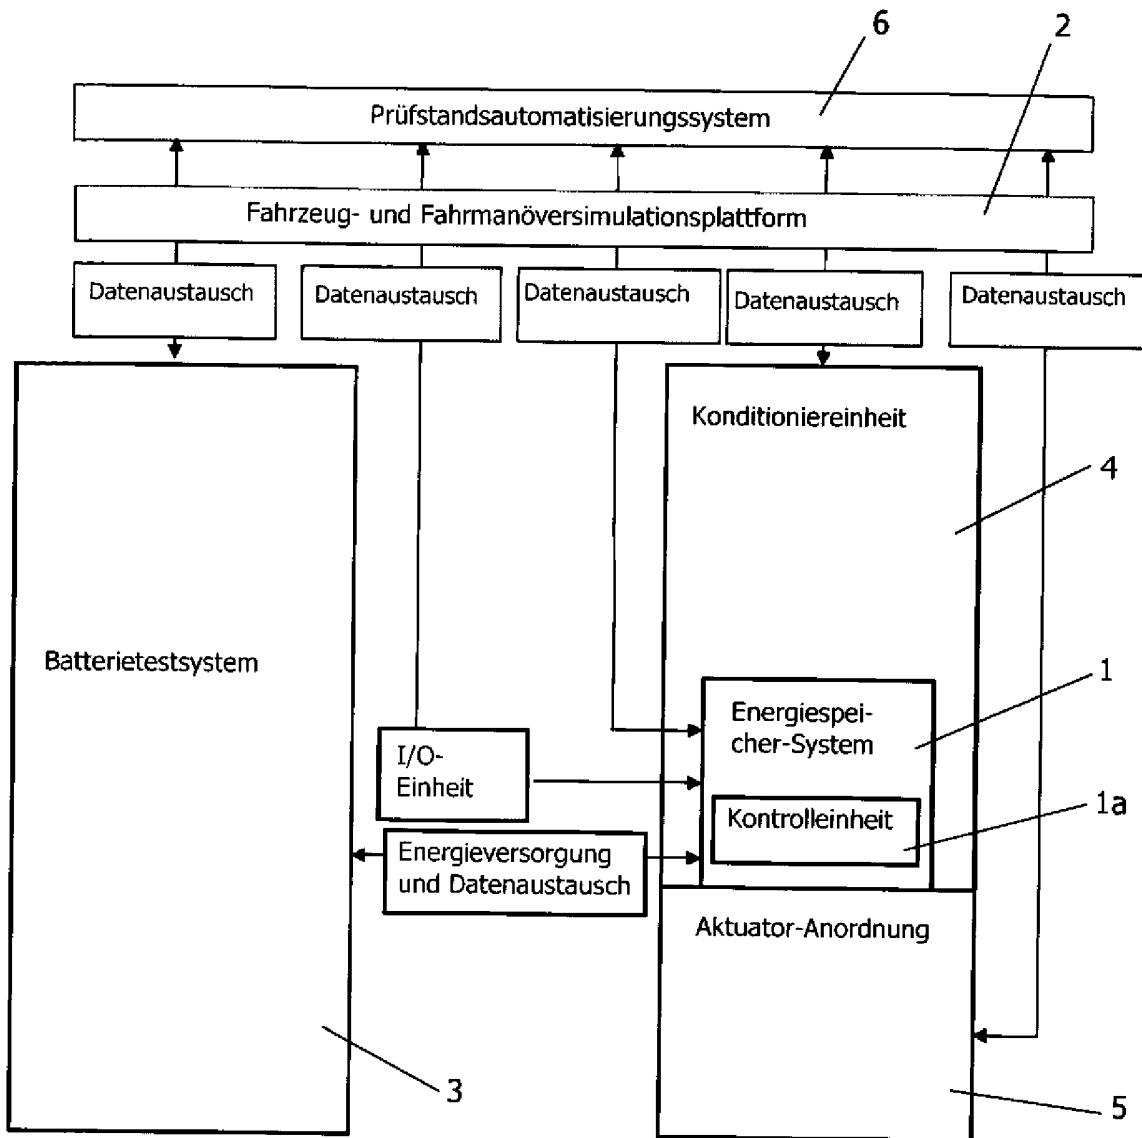 6
2
Prüfstandsautomatisierungssystem
Fahrzeug- und Fahrmanöversimulationsplattform
Datenaustausch
Datenaustausch
Datenaustausch
Datenaustausch
Datenaustausch
Konditioniereinheit
4
Batterietestsystem
1
Energiespei-
cher-System
I/O-
Einheit
1a
Kontrolleinheit
Energieversorgung
und Datenaustausch
Aktuator-Anordnung
3
5